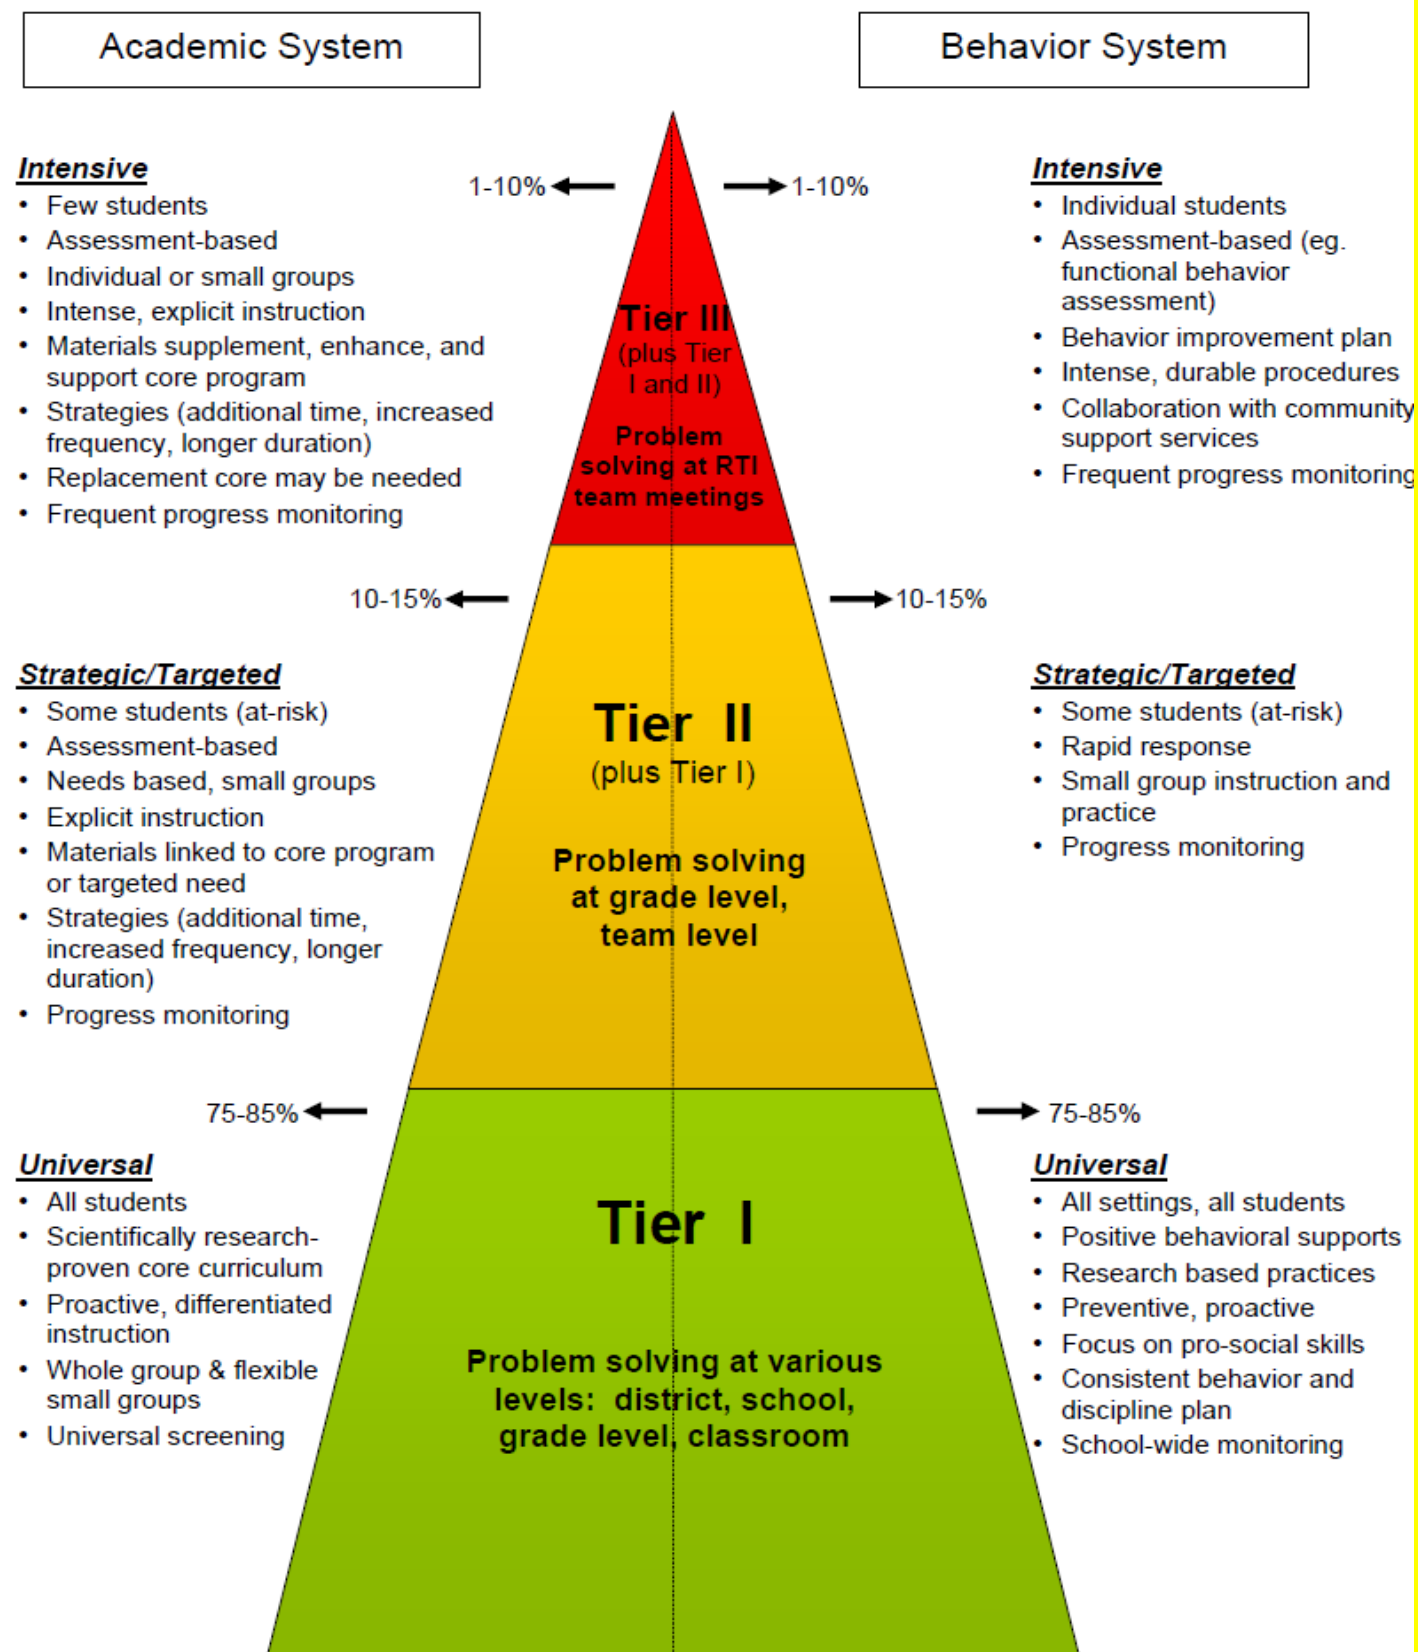 Academic System
Behavior System
Intensive
• Few students
• Assessment-based
• Individual or small groups
• Intense, explicit instruction
• Materials supplement, enhance, and
support core program
• Strategies (additional time, increased
frequency, longer duration)
• Replacement core may be needed
• Frequent progress monitoring
1-10%
1-10%
Tier III
(plus Tier
I and II)
Problem
solving at RTI
team meetings
Intensive
• Individual students
• Assessment-based (eg.
functional behavior
assessment)
• Behavior improvement plan
• Intense, durable procedures
• Collaboration with community
support services
• Frequent progress monitoring
10-15%
10-15%
Strategic/Targeted
• Some students (at-risk)
• Assessment-based
• Needs based, small groups
• Explicit instruction
• Materials linked to core program
or targeted need
• Strategies (additional time,
increased frequency, longer
duration)
• Progress monitoring
Tier II
(plus Tier I)
Problem solving
at grade level,
team level
Strategic/Targeted
• Some students (at-risk)
• Rapid response
• Small group instruction and
practice
• Progress monitoring
75-85%
75-85%
Universal
• All students
• Scientifically research-
proven core curriculum
• Proactive, differentiated
instruction
• Whole group & flexible
small groups
• Universal screening
Tier I
Problem solving at various
levels: district, school,
grade level, classroom
Universal
• All settings, all students
• Positive behavioral supports
• Research based practices
• Preventive, proactive
• Focus on pro-social skills
• Consistent behavior and
discipline plan
• School-wide monitoring